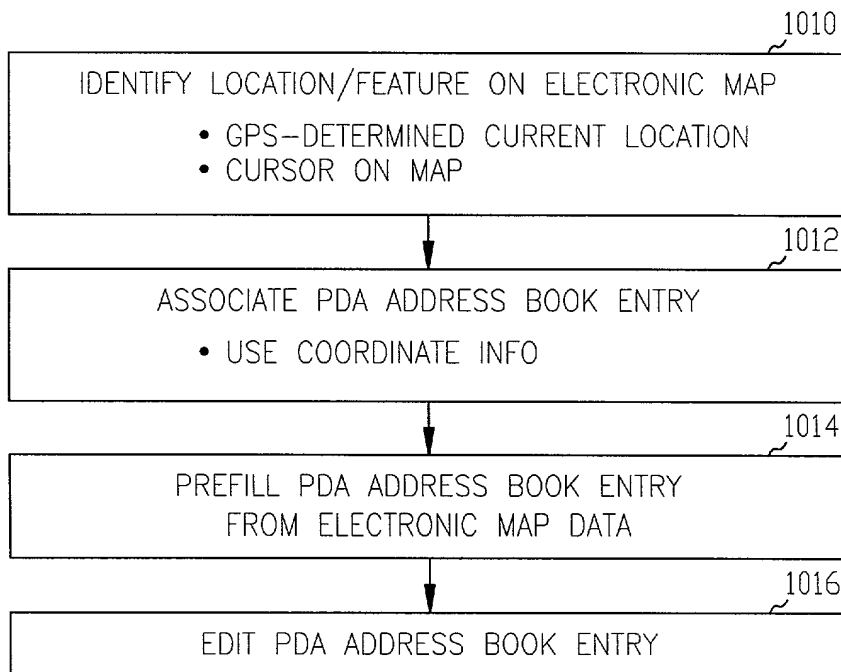 1010
IDENTIFY LOCATION/FEATURE ON ELECTRONIC MAP
• GPS-DETERMINED CURRENT LOCATION
• CURSOR ON MAP
1012
ASSOCIATE PDA ADDRESS BOOK ENTRY
• USE COORDINATE INFO
1014
PREFILL PDA ADDRESS BOOK ENTRY
FROM ELECTRONIC MAP DATA
1016
EDIT PDA ADDRESS BOOK ENTRY